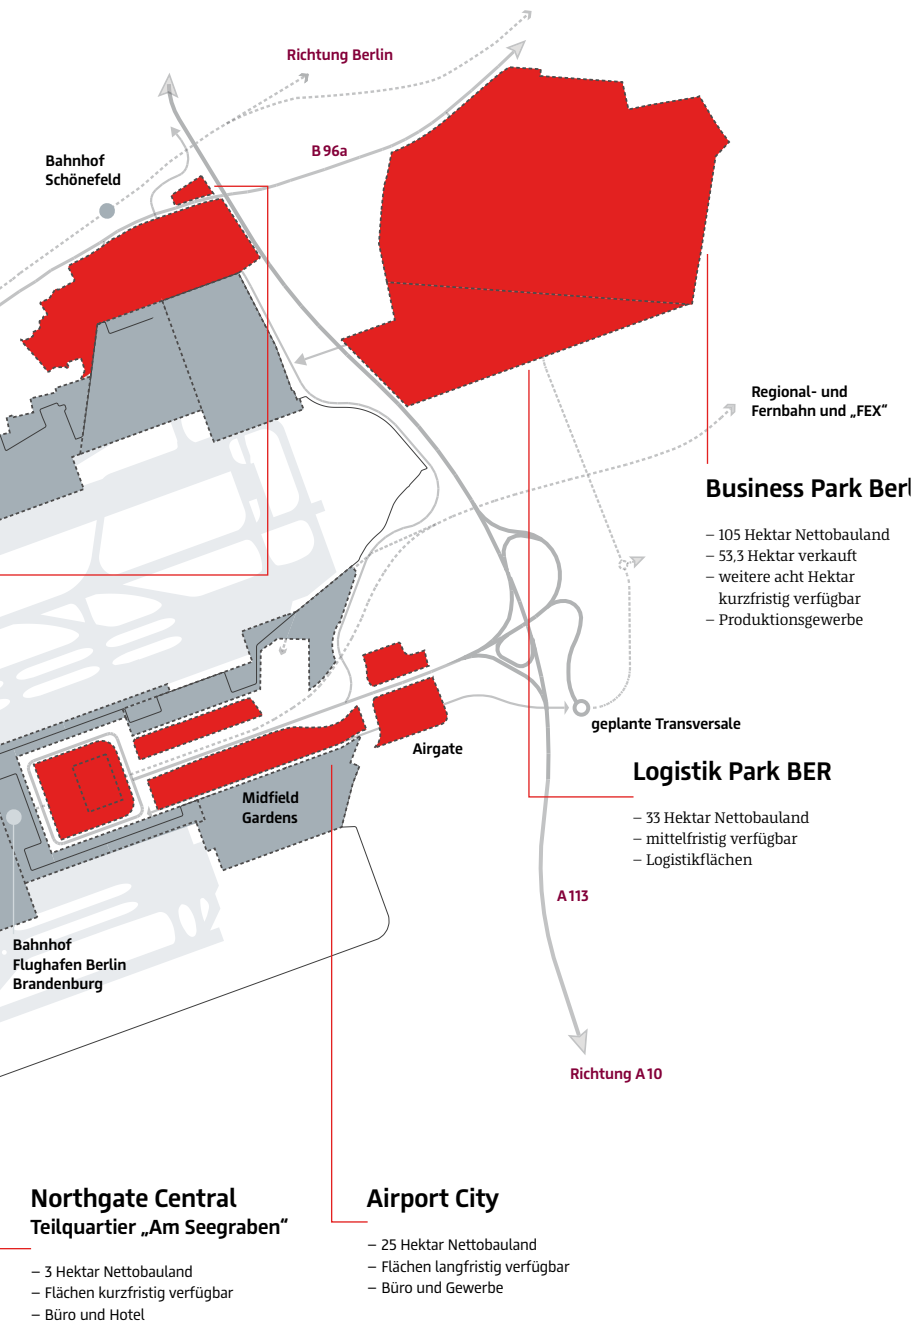 Richtung Berlin
B 96a
Bahnhof
Schönefeld
Regional- und
Fernbahn und „FEX“
Business Park Berl
– 105 Hektar Nettobauland
– 53,3 Hektar verkauft
– weitere acht Hektar
kurzfristig verfügbar
– Produktionsgewerbe
geplante Transversale
Airgate
Logistik Park BER
– 33 Hektar Nettobauland
– mittelfristig verfügbar
– Logistikflächen
Midfield
Gardens
A 113
Bahnhof
Flughafen Berlin
Brandenburg
Richtung A 10
Northgate Central
Teilquartier „Am Seegraben“
– 3 Hektar Nettobauland
– Flächen kurzfristig verfügbar
– Büro und Hotel
Airport City
– 25 Hektar Nettobauland
– Flächen langfristig verfügbar
– Büro und Gewerbe